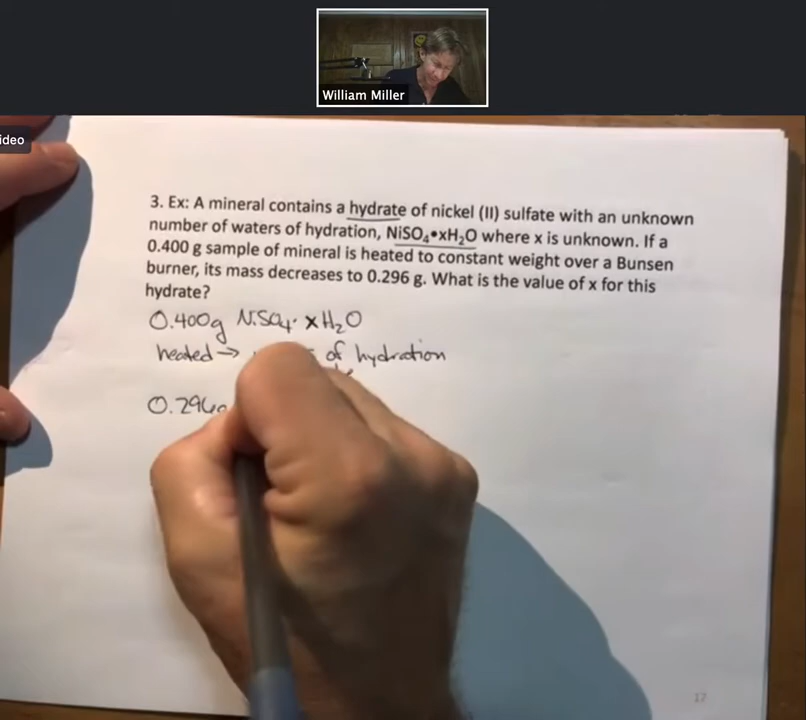 William Miller
ideo
3. Ex: A mineral contains a hydrate of nickel (II) sulfate with an unknown
number of waters of hydration, NiSO₄•xH₂O where x is unknown. If a
0.400 g sample of mineral is heated to constant weight over a Bunsen
burner, its mass decreases to 0.296 g. What is the value of x for this
hydrate?
0.400g NiSO₄· xH₂O
heated → of hydration
0.296g
17